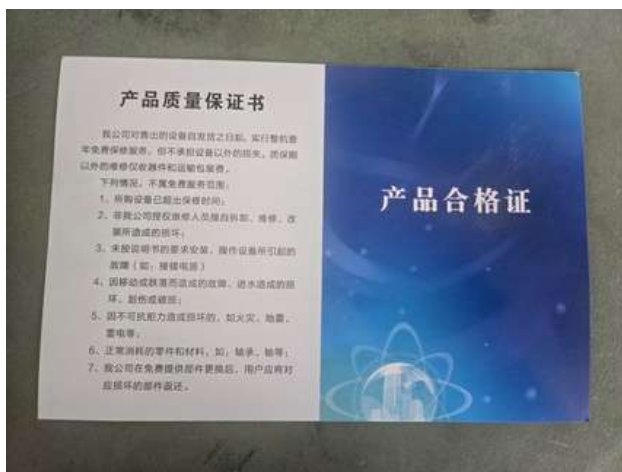 产品质量保证书
我公司对售出的设备自发货之日起，实行整机壹
年免费保修服务，但不承担设备以外的损失。质保期
以外的维修仅收器件和运输包装费。
下列情况，不属免费服务范围：
1、所购设备已超出保修时间；
2、非我公司授权维修人员擅自拆卸、维修、改
装所造成的损坏；
3、未按说明书的要求安装、操作设备所引起的
故障（如：接错电源）
4、因移动或跌落而造成的故障、进水造成的损
坏、划伤或破损；
5、因不可抗拒力造成损坏的，如火灾、地震、
雷电等；
6、正常消耗的零件和材料，如：轴承、轴等；
7、我公司在免费提供部件更换后，用户应将对
应损坏的部件返还。
产品合格证